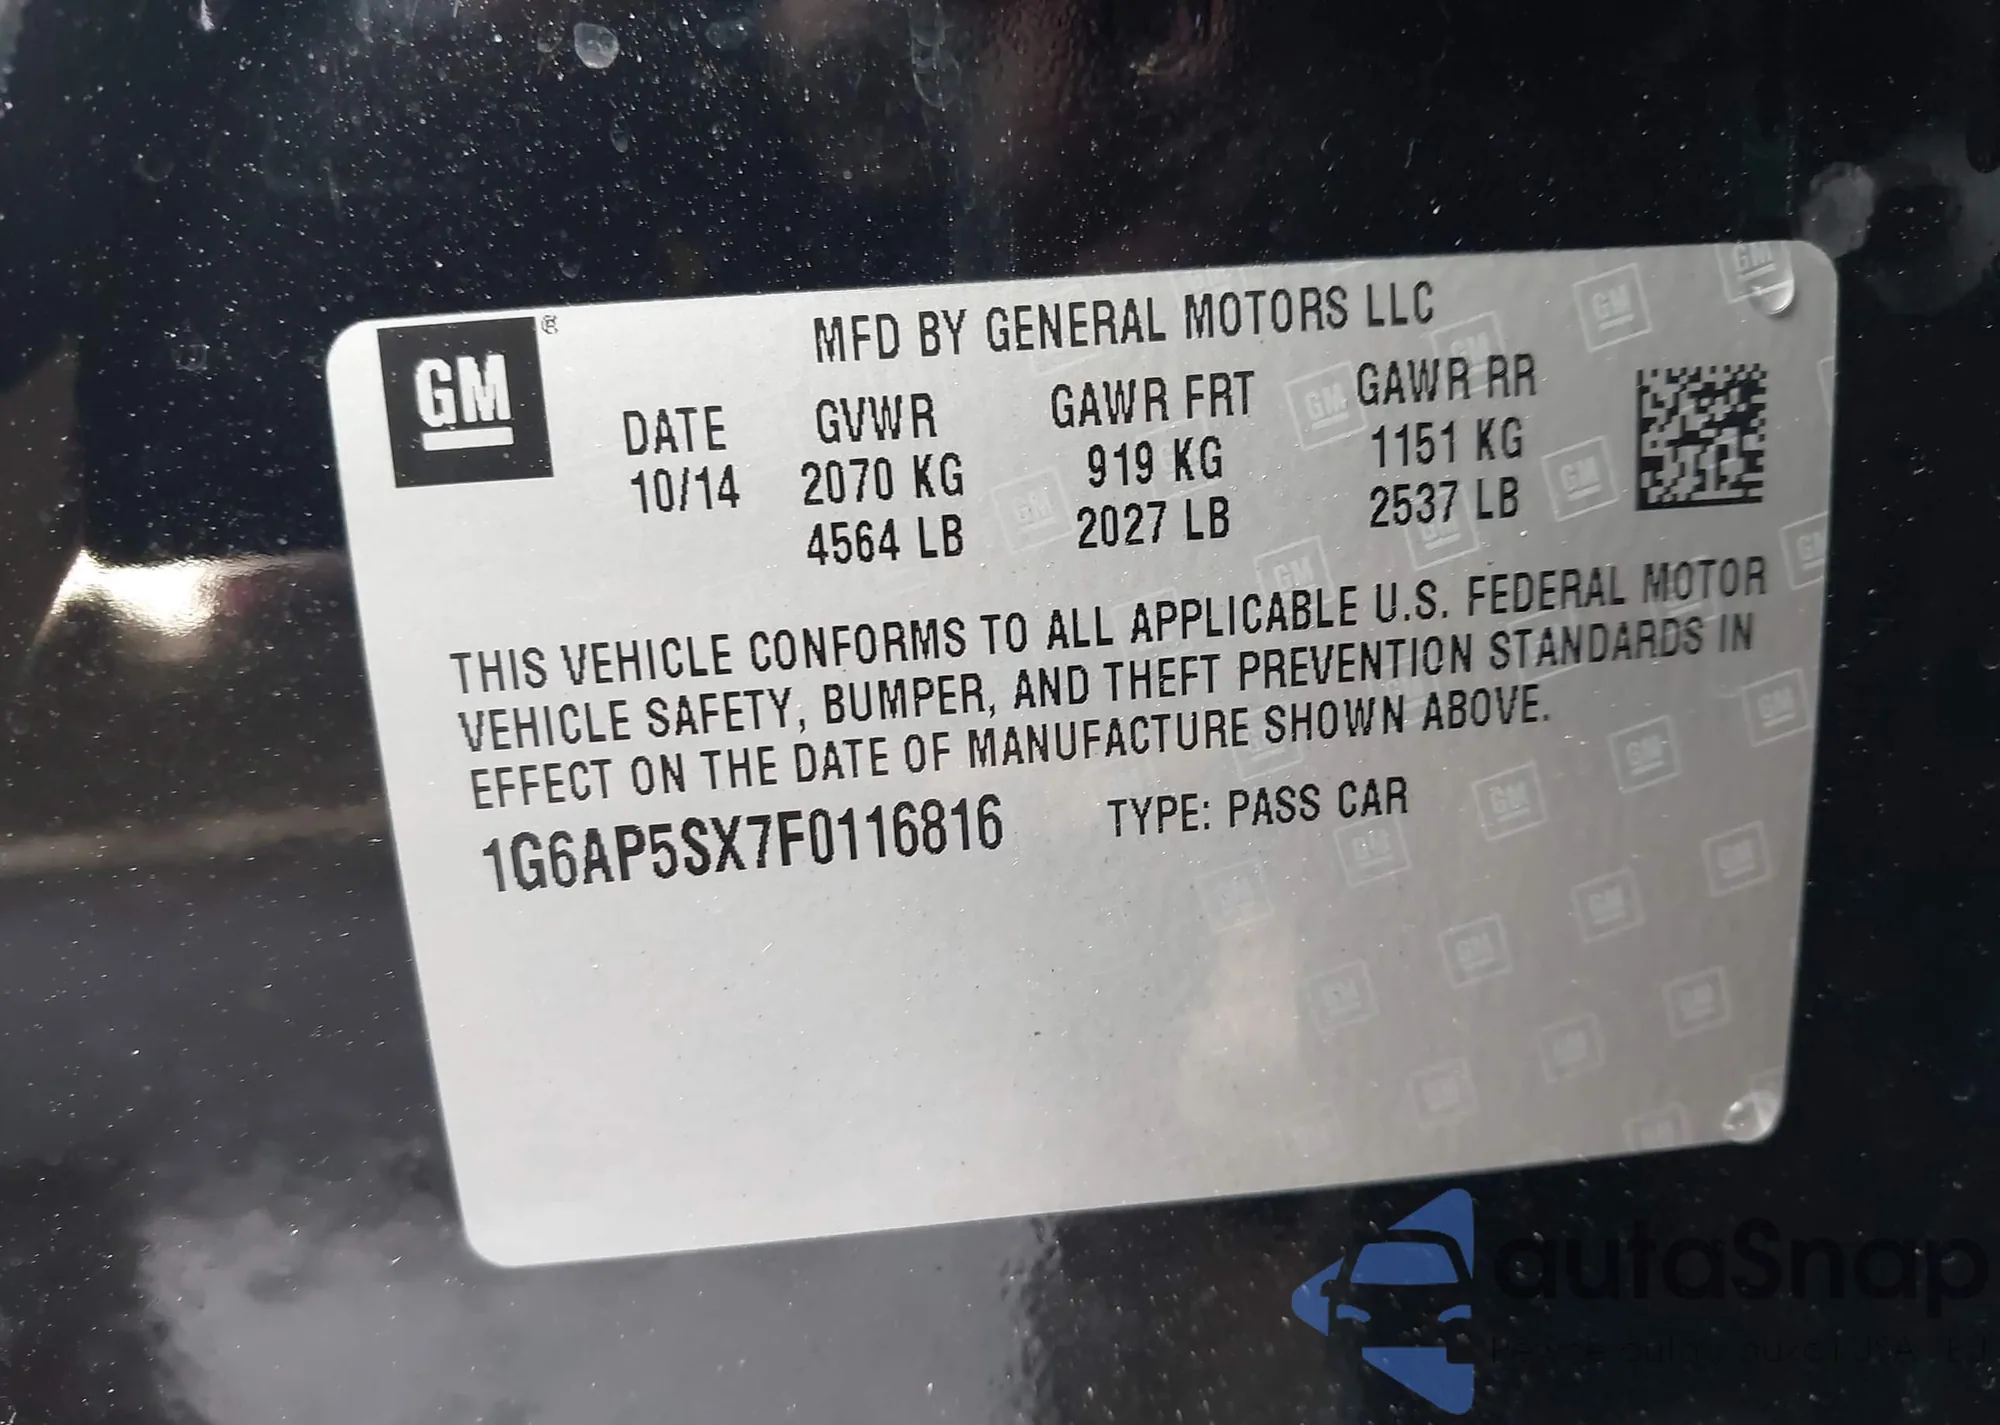 GM ®
MFD BY GENERAL MOTORS LLC
DATE GVWR GAWR FRT GAWR RR
10/14 2070 KG 919 KG 1151 KG
4564 LB 2027 LB 2537 LB
THIS VEHICLE CONFORMS TO ALL APPLICABLE U.S. FEDERAL MOTOR
VEHICLE SAFETY, BUMPER, AND THEFT PREVENTION STANDARDS IN
EFFECT ON THE DATE OF MANUFACTURE SHOWN ABOVE.
1G6AP5SX7F0116816 TYPE: PASS CAR
autaSnap